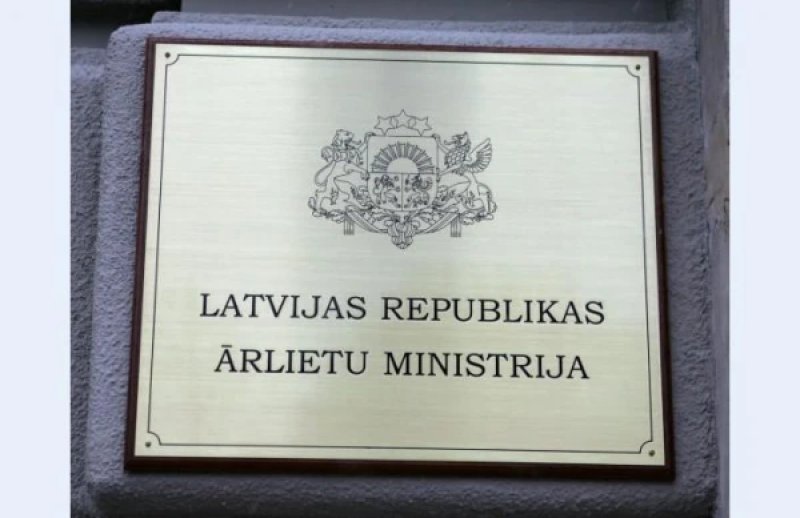 LATVIJAS REPUBLIKAS
ĀRLIETU MINISTRIJA